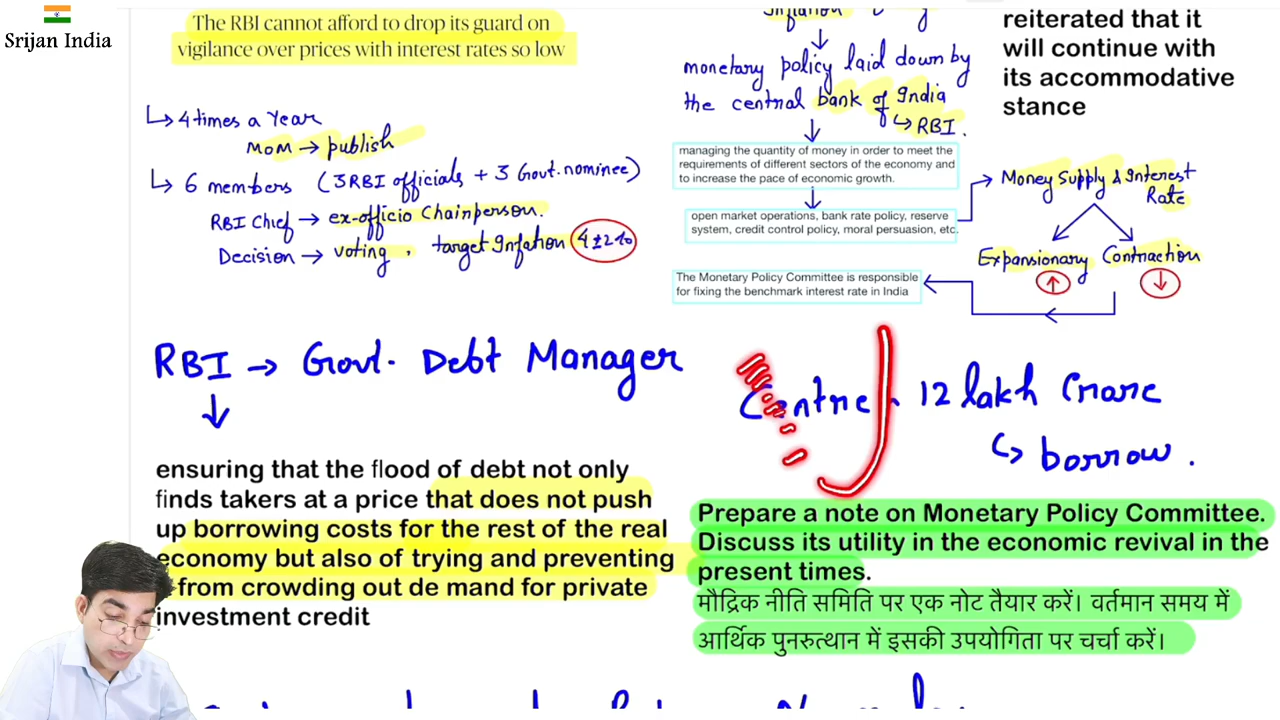 Srijan India
The RBI cannot afford to drop its guard on
vigilance over prices with interest rates so low
↳ 4 times a Year
MoM → publish
↳ 6 members (3 RBI officials + 3 Govt. nominee)
RBI Chief → ex-officio Chairperson.
Decision → voting, target Inflation 4±2%
Inflation
monetary policy laid down by
the central bank of India
↳ RBI.
managing the quantity of money in order to meet the
requirements of different sectors of the economy and
to increase the pace of economic growth.
open market operations, bank rate policy, reserve
system, credit control policy, moral persuasion, etc.
The Monetary Policy Committee is responsible
for fixing the benchmark interest rate in India
→ Money Supply & Interest
Rate
Expansionary Contraction
↑ ↓
reiterated that it
will continue with
its accommodative
stance
RBI → Govt. Debt Manager
ensuring that the flood of debt not only
finds takers at a price that does not push
up borrowing costs for the rest of the real
economy but also of trying and preventing
from crowding out de mand for private
investment credit
Centre 12 lakh Crore
↳ borrow.
Prepare a note on Monetary Policy Committee.
Discuss its utility in the economic revival in the
present times.
मौद्रिक नीति समिति पर एक नोट तैयार करें। वर्तमान समय में
आर्थिक पुनरुत्थान में इसकी उपयोगिता पर चर्चा करें।